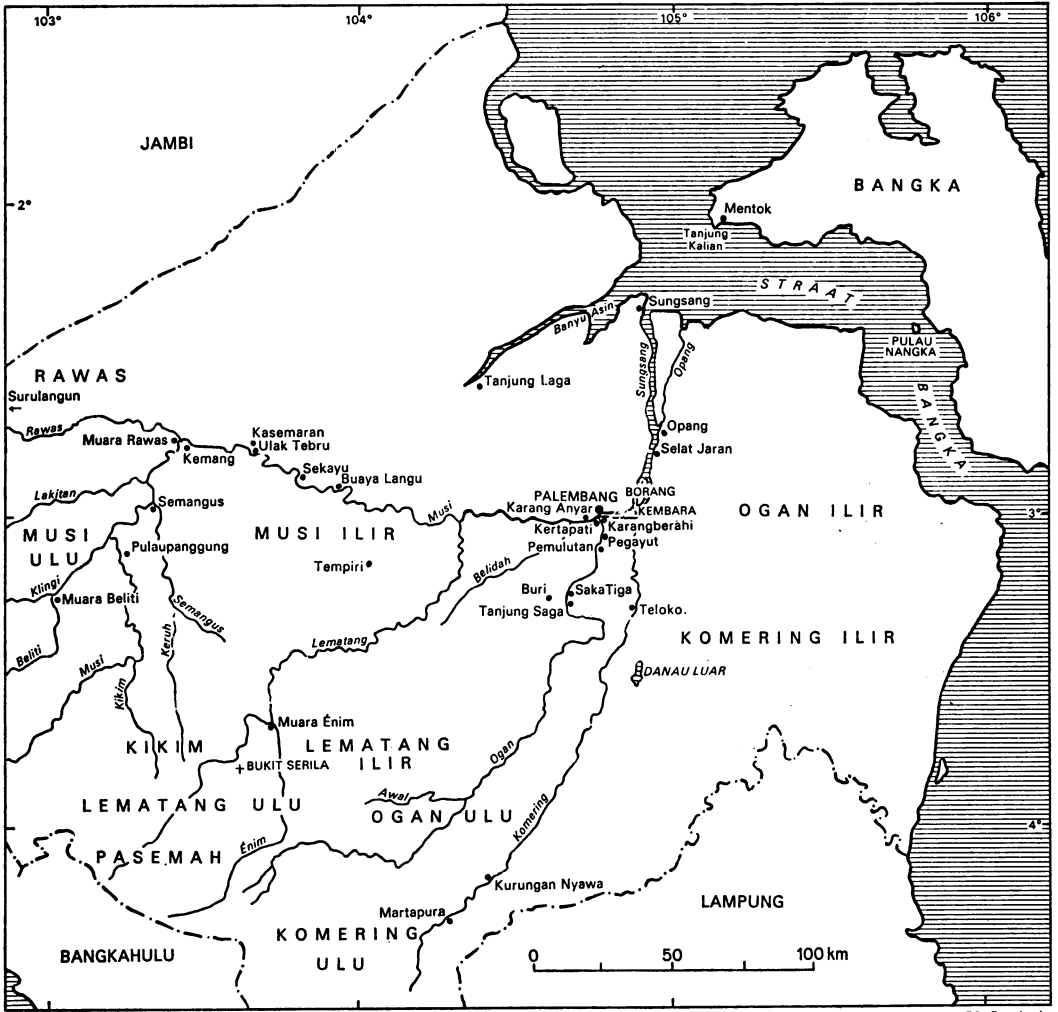 103°
104°
105°
106°
JAMBI
BANGKA
2°
Mentok
Tanjung
Kalian
STRAAT
Sungsang
Banyu Asin
PULAU
NANGKA
Sungsang
Opang
RAWAS
Tanjung Laga
BANGKA
Surulangun
←
Rawas
Muara Rawas
Kasemaran
Ulak Tebru
Kemang
Opang
Selat Jaran
Sekayu
Buaya Langu
Lakitan
Semangus
Musi
PALEMBANG
BORANG
Karang Anyar
KEMBARA
OGAN ILIR
3°
MUSI
ULU
MUSI ILIR
Kertapati
Karangberahi
Pegayut
Pemulutan
Pulaupanggung
Tempiri
Belidah
Klingi
Muara Beliti
Buri
SakaTiga
Tanjung Saga
Teloko.
Semangus
Keruh
Beliti
Musi
Lematang
KOMERING ILIR
DANAU LUAR
Kikim
Muara Énim
KIKIM
LEMATANG
ILIR
Ogan
+BUKIT SERILA
LEMATANG ULU
Awal
OGAN ULU
Komering
4°
PASEMAH
Énim
Kurungan Nyawa
Martapura
LAMPUNG
KOMERING
ULU
BANGKAHULU
0 50 100 km